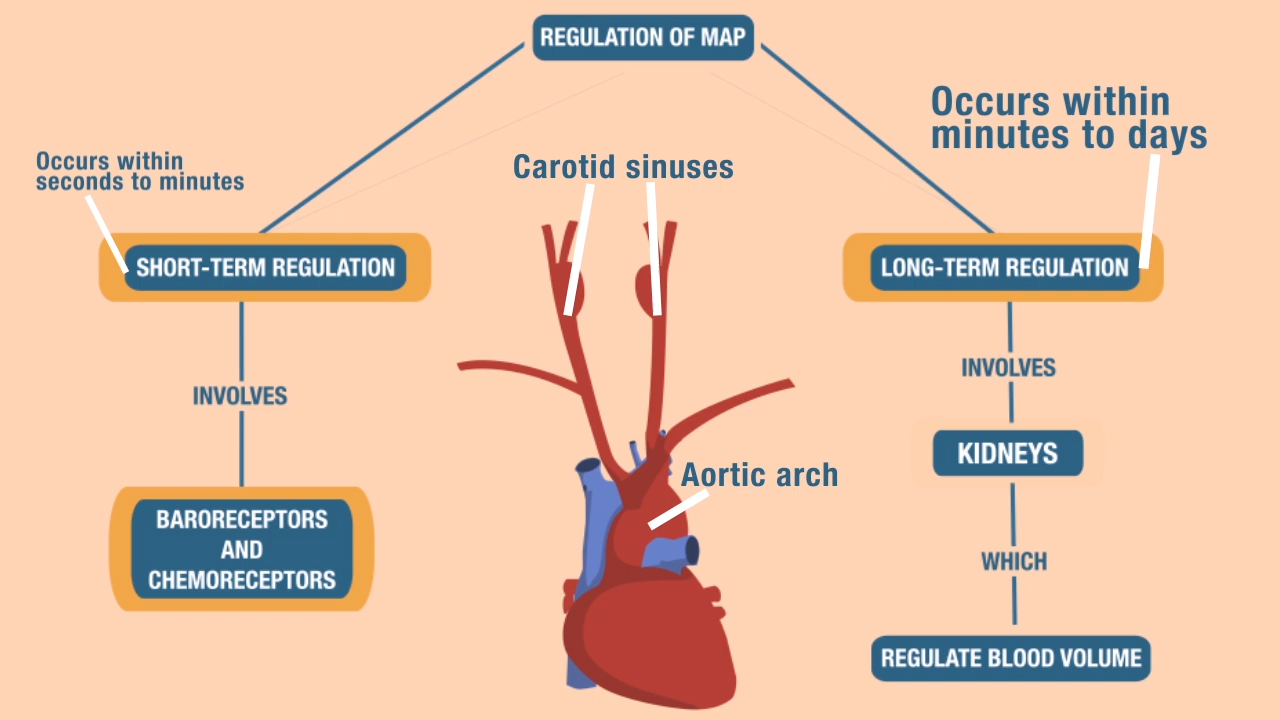 REGULATION OF MAP
Occurs within
minutes to days
Occurs within
seconds to minutes
Carotid sinuses
SHORT-TERM REGULATION
LONG-TERM REGULATION
INVOLVES
INVOLVES
KIDNEYS
Aortic arch
BARORECEPTORS
AND
CHEMORECEPTORS
WHICH
REGULATE BLOOD VOLUME